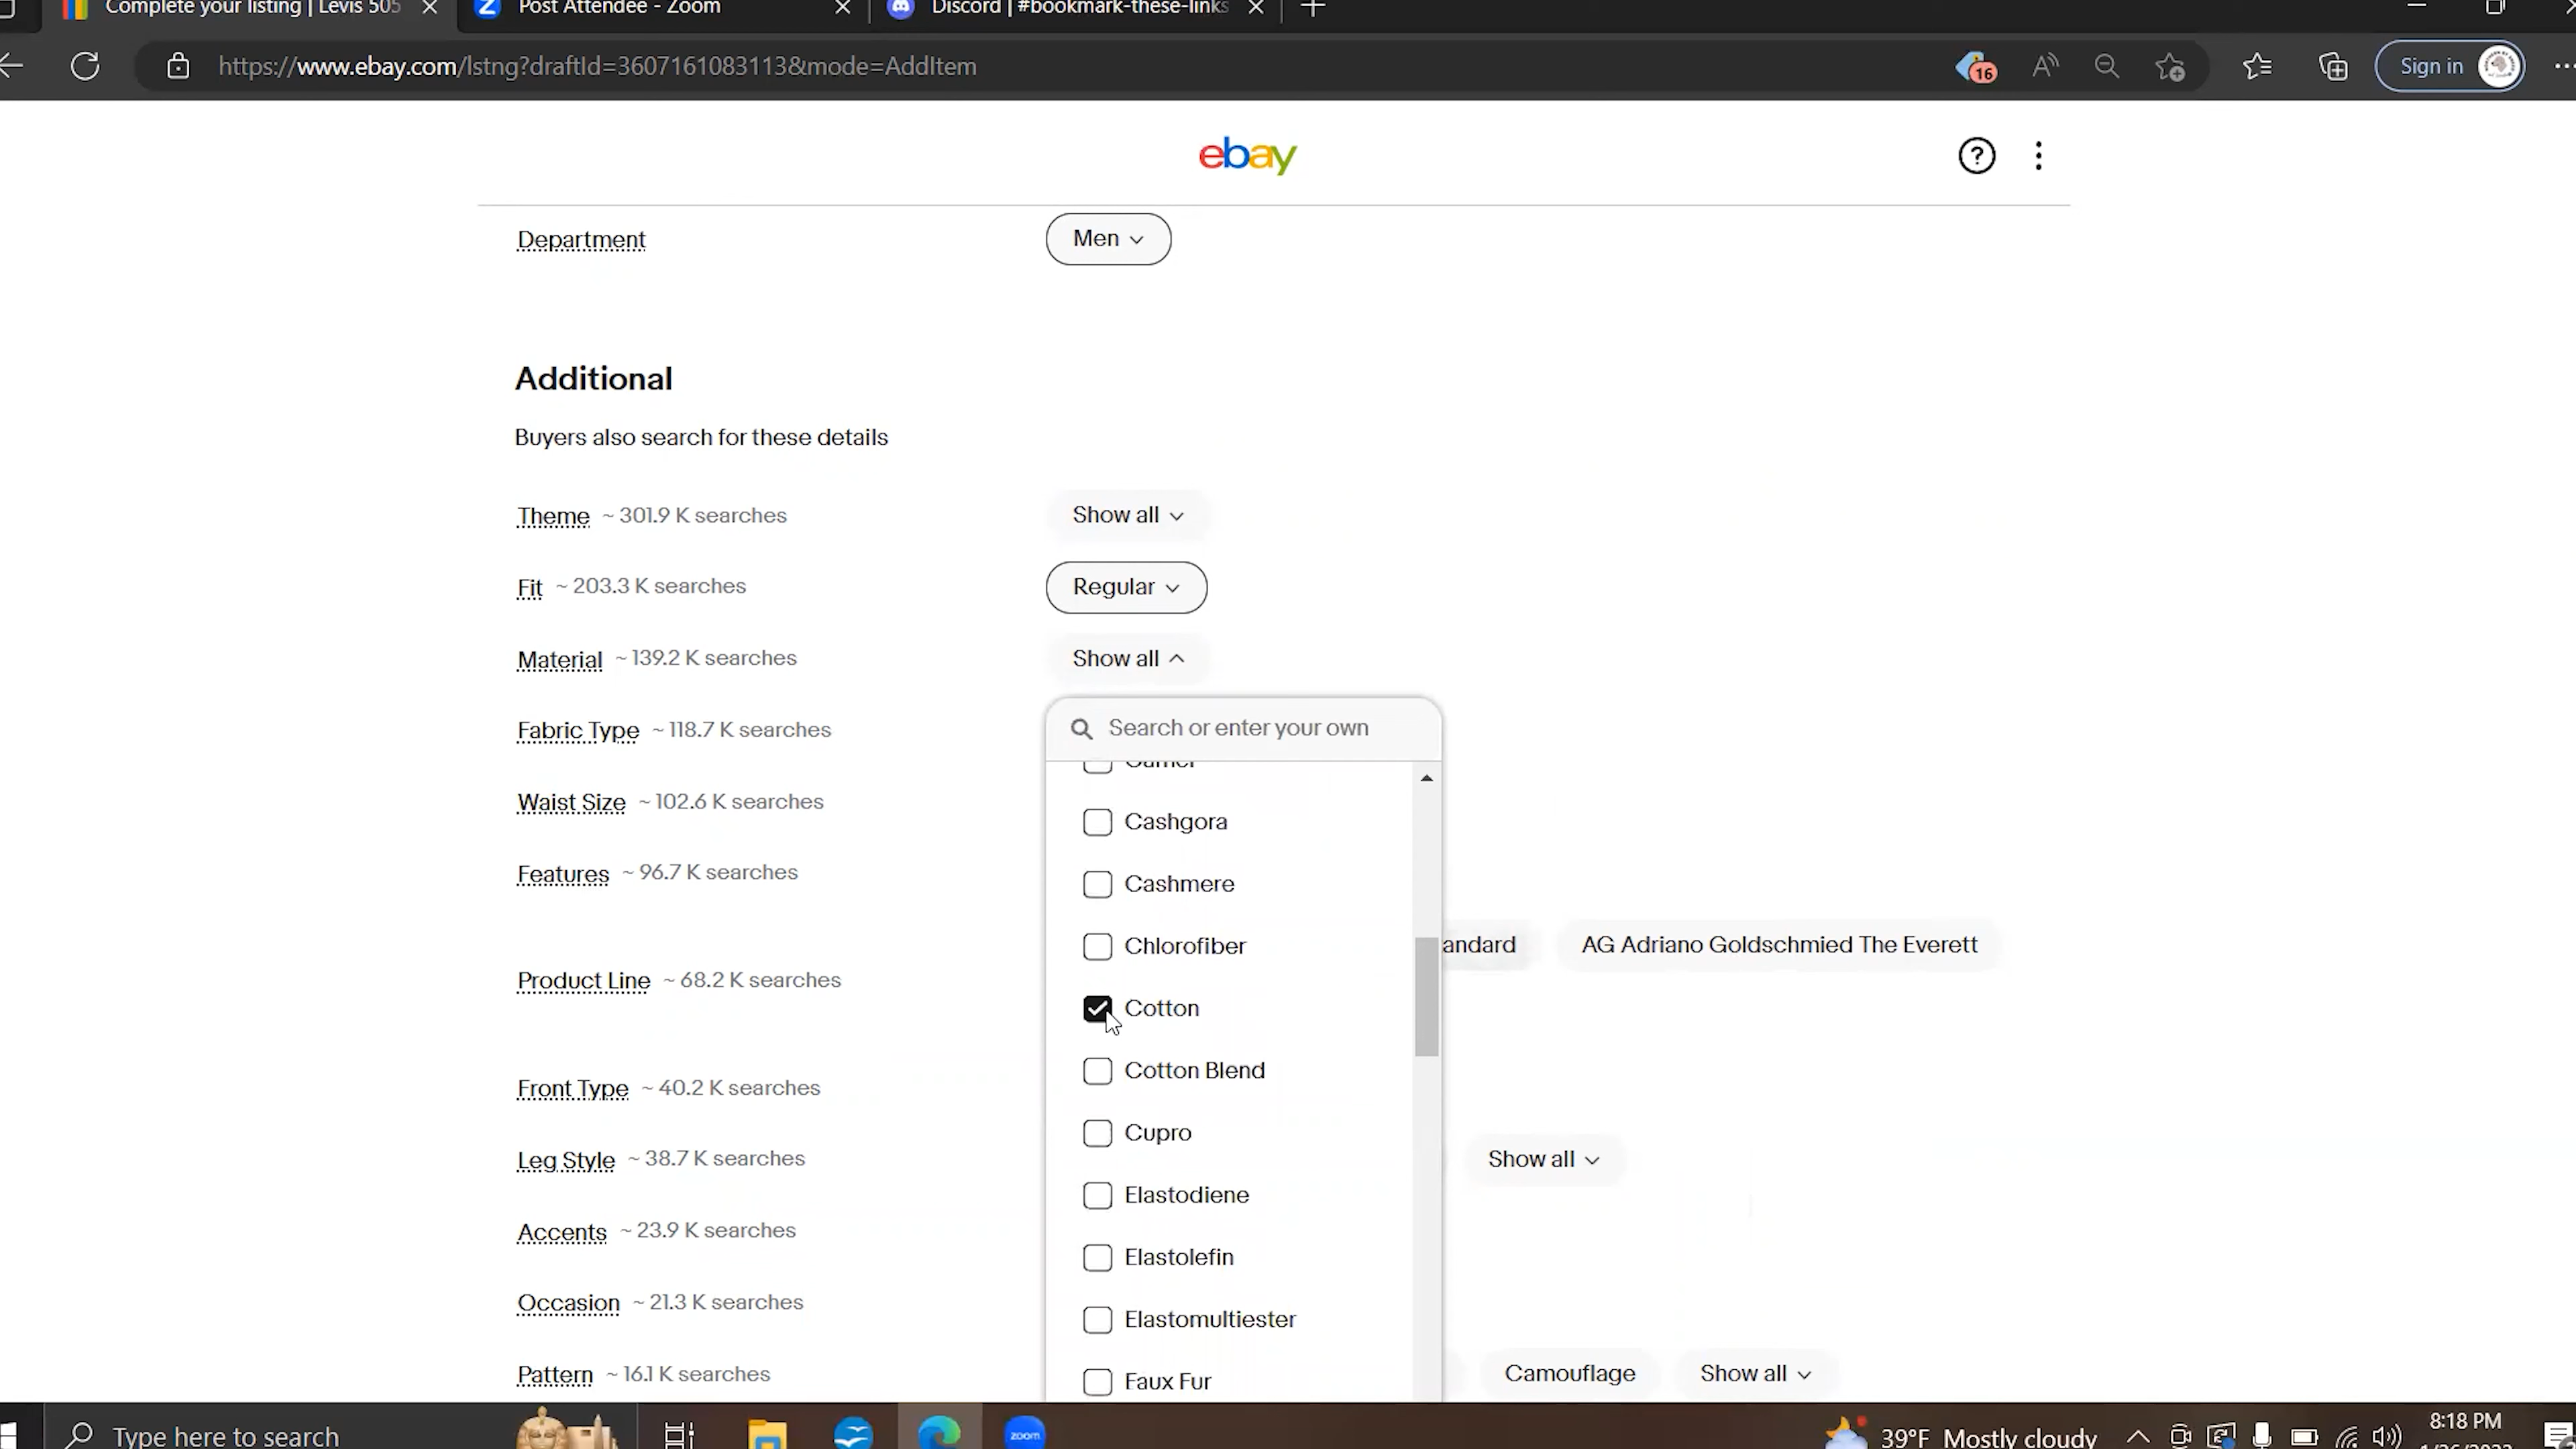 Complete your listing | Levis 505
Post Attendee - Zoom
Discord | #bookmark-these-links
https://www.ebay.com/lstng?draftId=3607161083113&mode=AddItem
16
Sign in
ebay
Department
Men
Additional
Buyers also search for these details
Theme ~ 301.9 K searches
Show all
Fit ~ 203.3 K searches
Regular
Material ~ 139.2 K searches
Show all
Search or enter your own
Fabric Type ~ 118.7 K searches
Waist Size ~ 102.6 K searches
Cashgora
Features ~ 96.7 K searches
Cashmere
Chlorofiber
andard
AG Adriano Goldschmied The Everett
Product Line ~ 68.2 K searches
Cotton
Cotton Blend
Front Type ~ 40.2 K searches
Cupro
Leg Style ~ 38.7 K searches
Show all
Elastodiene
Accents ~ 23.9 K searches
Elastolefin
Occasion ~ 21.3 K searches
Elastomultiester
Pattern ~ 16.1 K searches
Faux Fur
Camouflage
Show all
Type here to search
zoom
39°F Mostly cloudy
8:18 PM